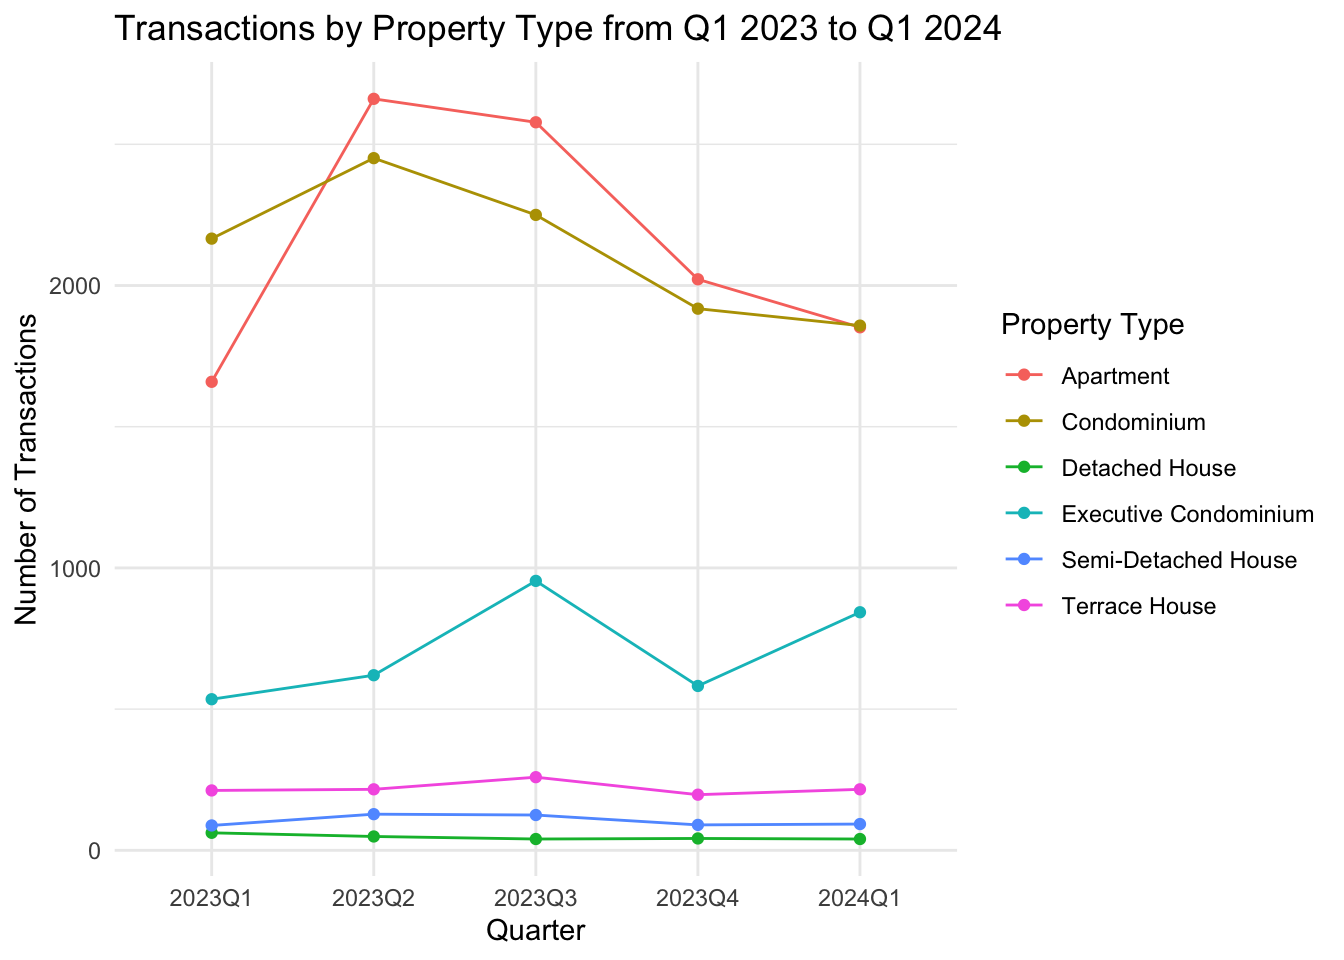 Transactions by Property Type from Q1 2023 to Q1 2024
Number of Transactions
2000
1000
0
2023Q1
2023Q2
2023Q3
2023Q4
2024Q1
Quarter
Property Type
Apartment
Condominium
Detached House
Executive Condominium
Semi-Detached House
Terrace House